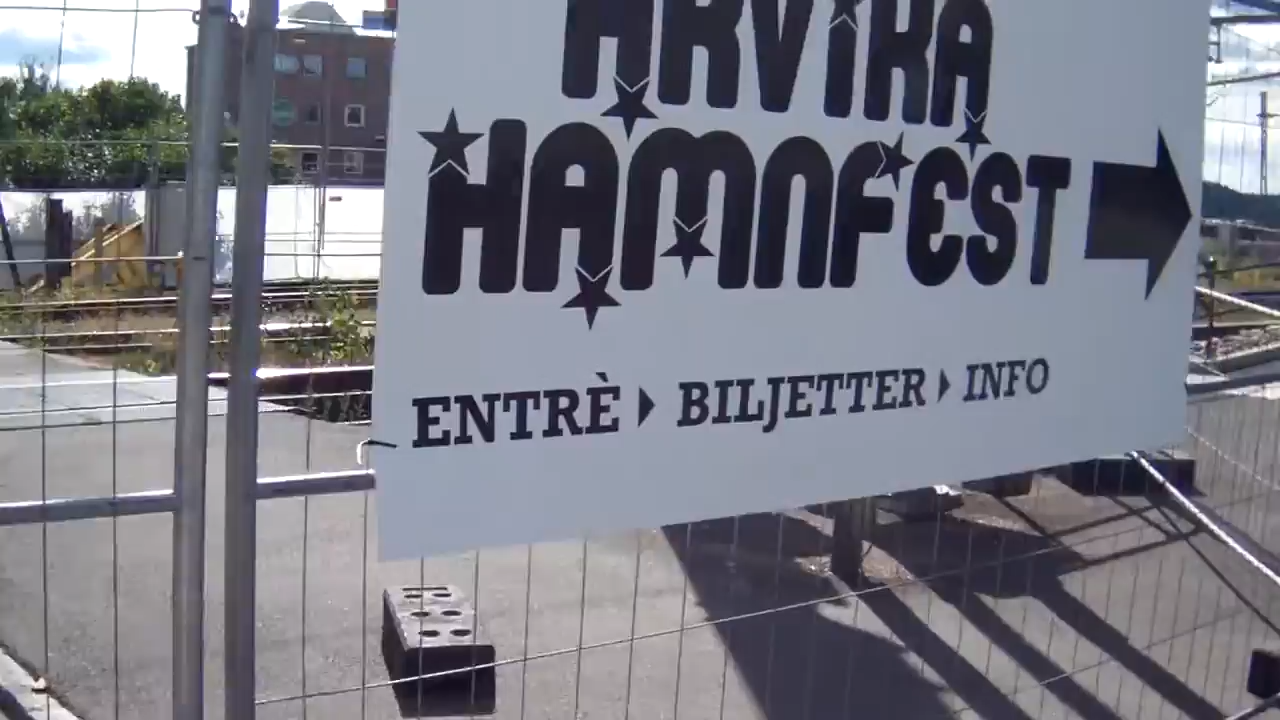 ARVIKA
HAMNFEST
ENTRÈ ▸ BILJETTER ▸ INFO